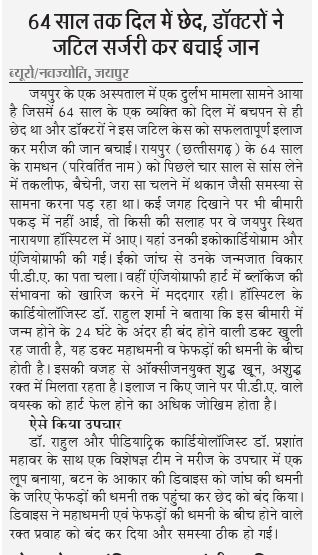 64 साल तक दिल में छेद, डॉक्टरों ने
जटिल सर्जरी कर बचाई जान
ब्यूरो/नवज्योति, जयपुर
जयपुर के एक अस्पताल में एक दुर्लभ मामला सामने आया
है जिसमें 64 साल के एक व्यक्ति को दिल में बचपन से ही
छेद था और डॉक्टरों ने इस जटिल केस को सफलतापूर्ण इलाज
कर मरीज की जान बचाई। रायपुर (छत्तीसगढ़) के 64 साल
के रामधन (परिवर्तित नाम) को पिछले चार साल से सांस लेने
में तकलीफ, बैचेनी, जरा सा चलने में थकान जैसी समस्या से
सामना करना पड़ रहा था। कई जगह दिखाने पर भी बीमारी
पकड़ में नहीं आई, तो किसी की सलाह पर वे जयपुर स्थित
नारायणा हॉस्पिटल में आए। यहां उनकी इकोकार्डियोग्राम और
एंजियोग्राफी की गई। ईको जांच से उनके जन्मजात विकार
पी.डी.ए. का पता चला। वहीं एंजियोग्राफी हार्ट में ब्लॉकेज की
संभावना को खारिज करने में मददगार रही। हॉस्पिटल के
कार्डियोलॉजिस्ट डॉ. राहुल शर्मा ने बताया कि इस बीमारी में
जन्म होने के 24 घंटे के अंदर ही बंद होने वाली डक्ट खुली
रह जाती है, यह डक्ट महाधमनी व फेफड़ों की धमनी के बीच
होती है। इसकी वजह से ऑक्सीजनयुक्त शुद्ध खून, अशुद्ध
रक्त में मिलता रहता है। इलाज न किए जाने पर पी.डी.ए. वाले
वयस्क को हार्ट फेल होने का अधिक जोखिम होता है।
ऐसे किया उपचार
डॉ. राहुल और पीडियाट्रिक कार्डियोलॉजिस्ट डॉ. प्रशांत
महावर के साथ एक विशेषज्ञ टीम ने मरीज के उपचार में एक
लूप बनाया, बटन के आकार की डिवाइस को जांघ की धमनी
के जरिए फेफड़ों की धमनी तक पहुंचा कर छेद को बंद किया।
डिवाइस ने महाधमनी एवं फेफड़ों की धमनी के बीच होने वाले
रक्त प्रवाह को बंद कर दिया और समस्या ठीक हो गई।